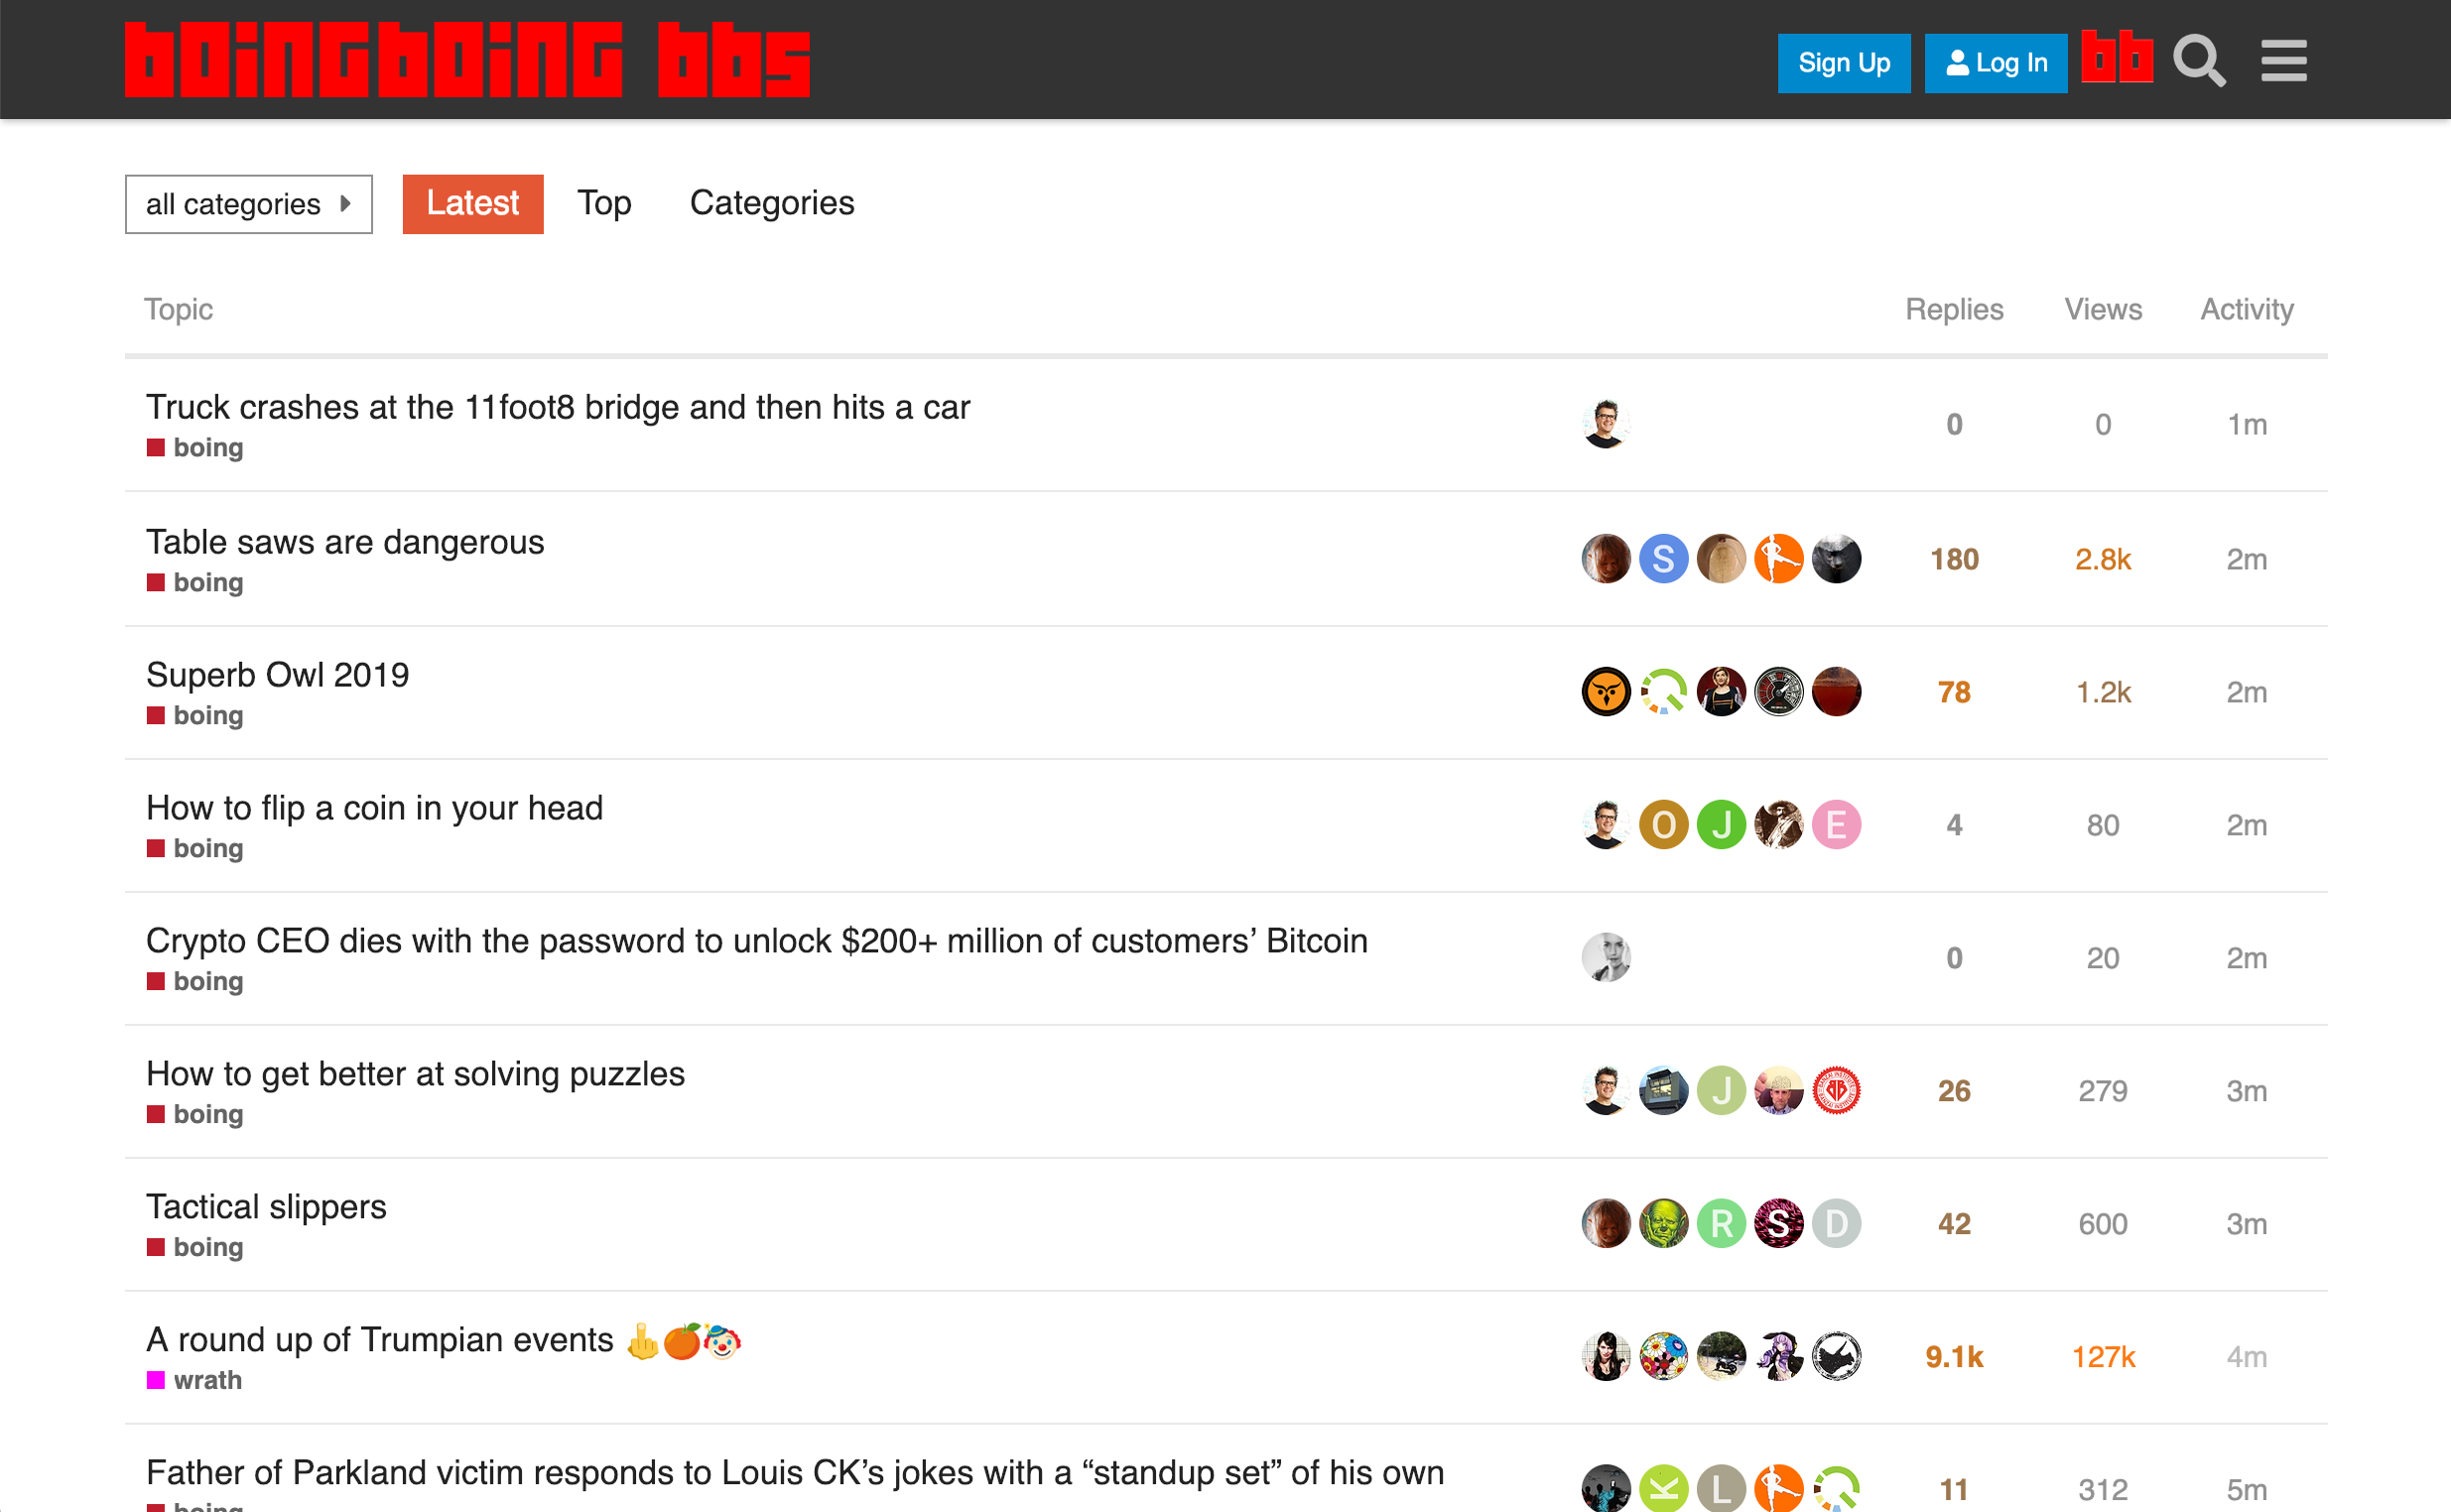 boingboing bbs
Sign Up Log In bb
all categories Latest Top Categories
Topic Replies Views Activity
Truck crashes at the 11foot8 bridge and then hits a car 0 0 1m
boing
Table saws are dangerous S 180 2.8k 2m
boing
Superb Owl 2019 78 1.2k 2m
boing
How to flip a coin in your head O J E 4 80 2m
boing
Crypto CEO dies with the password to unlock $200+ million of customers’ Bitcoin 0 20 2m
boing
How to get better at solving puzzles J 26 279 3m
boing
Tactical slippers R S D 42 600 3m
boing
A round up of Trumpian events 🖕🍊🤡 9.1k 127k 4m
wrath
Father of Parkland victim responds to Louis CK’s jokes with a “standup set” of his own K L 11 312 5m
boing